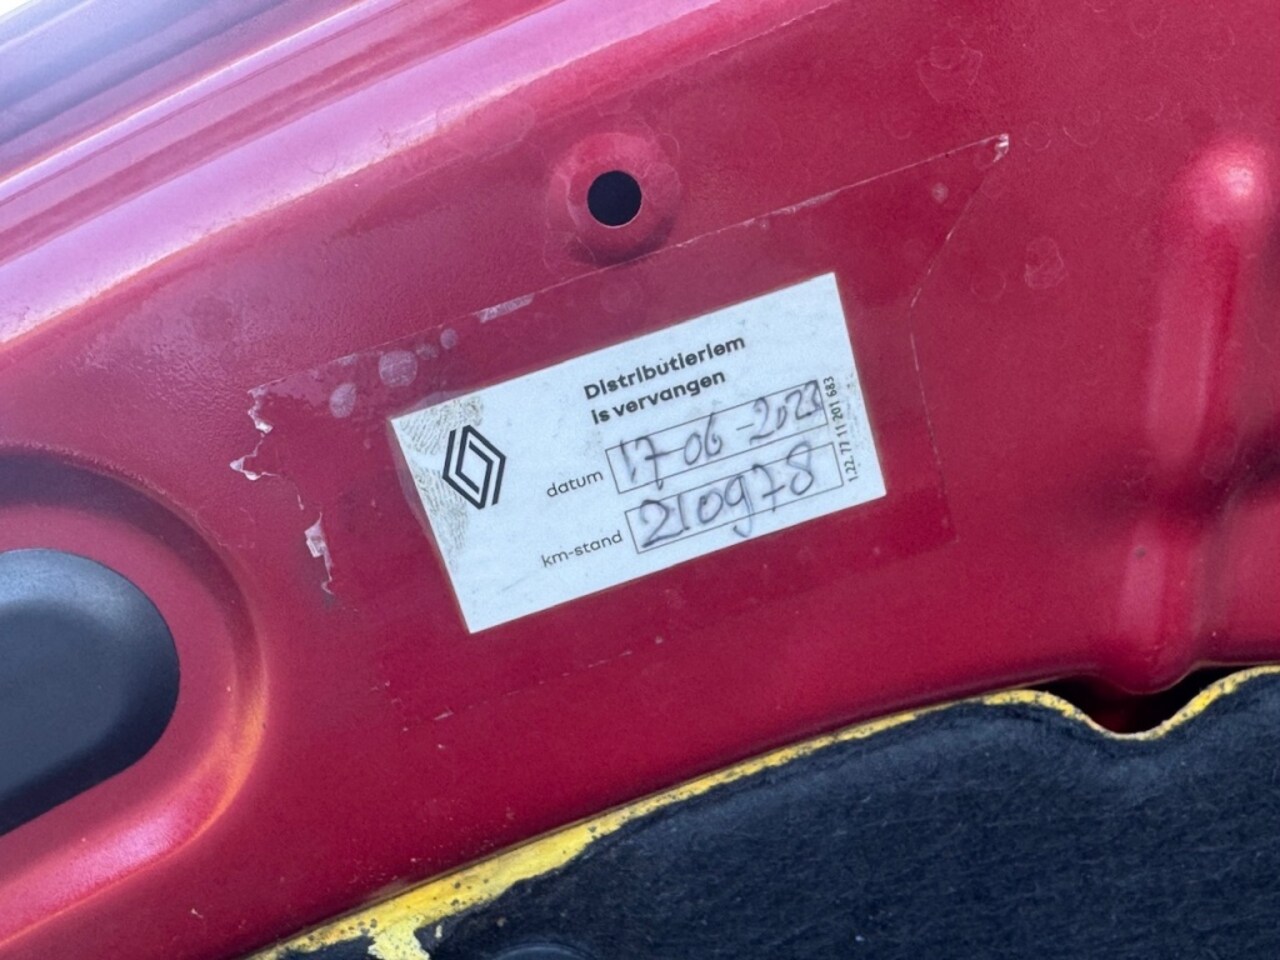 Distributieriem
is vervangen
datum 17-06-2023
km-stand 210978
1.22.77 11 201 683